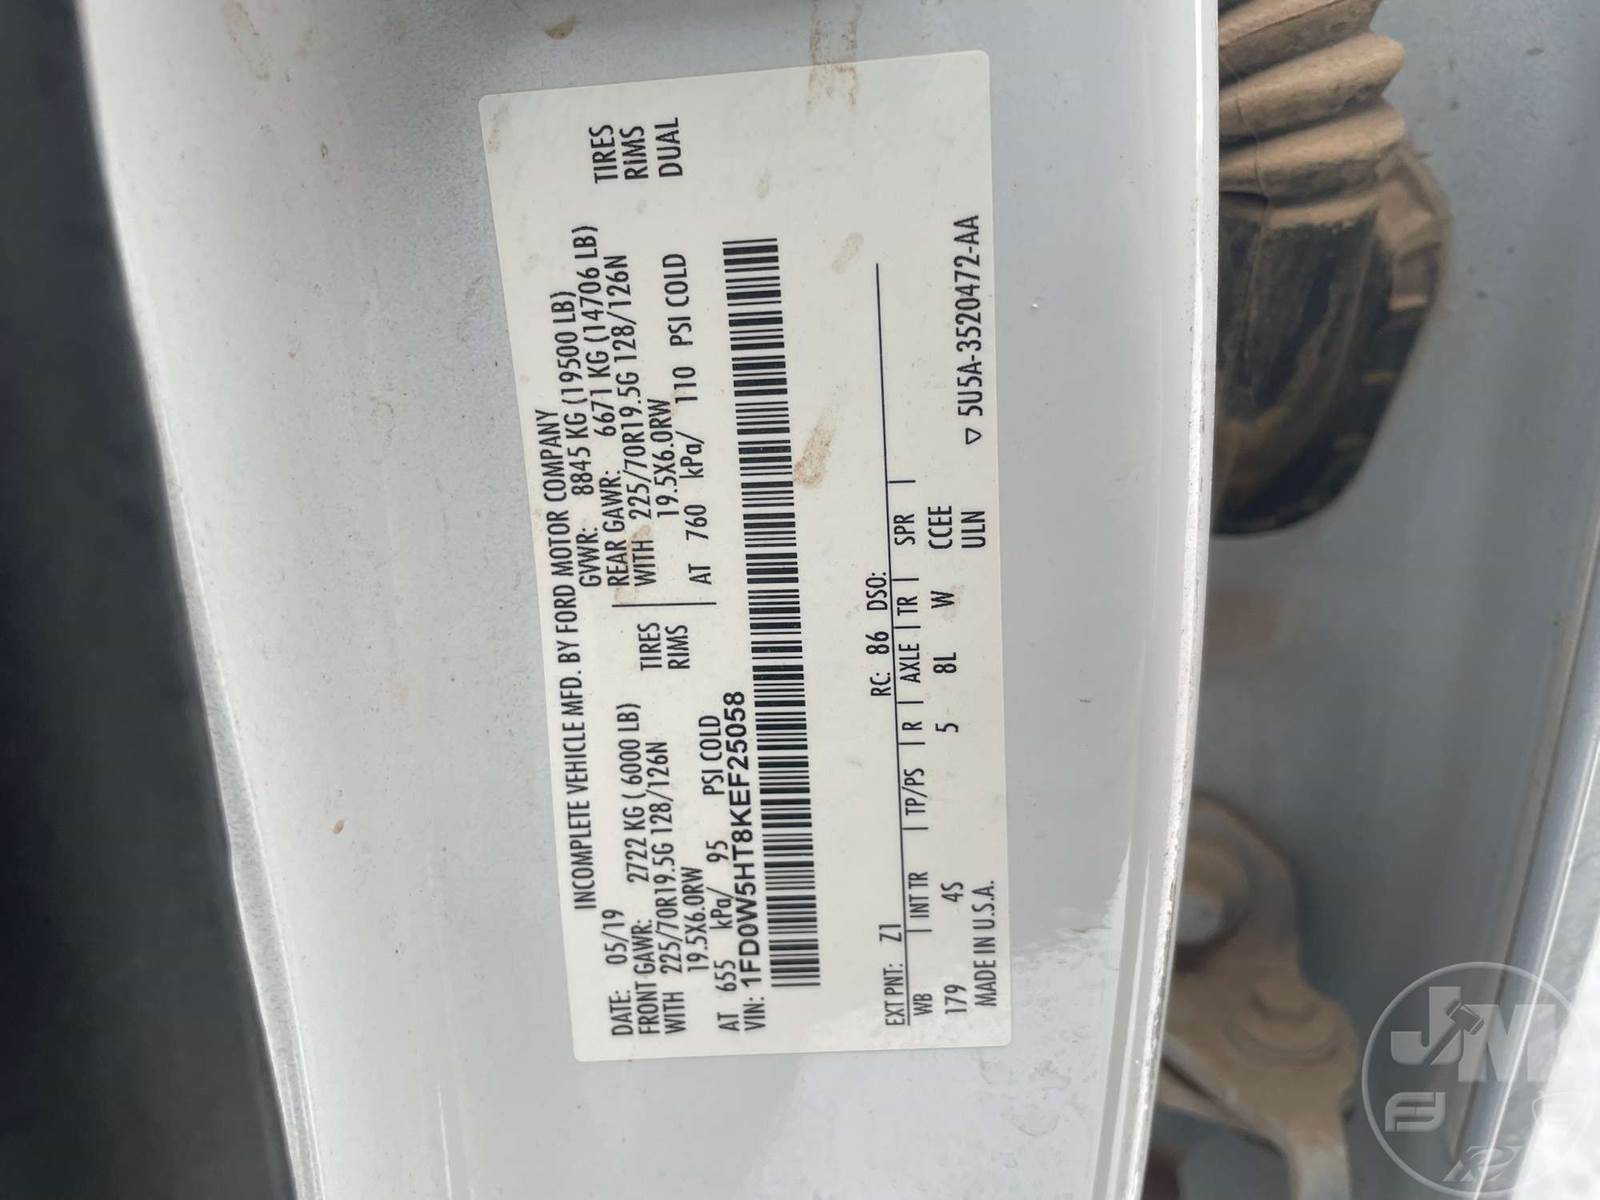 INCOMPLETE VEHICLE MFD. BY FORD MOTOR COMPANY
DATE: 05/19 GVWR: 8845 KG (19500 LB)
FRONT GAWR: 2722 KG ( 6000 LB) REAR GAWR: 6671 KG (14706 LB)
WITH 225/70R19.5G 128/126N TIRES WITH 225/70R19.5G 128/126N TIRES
19.5X6.0RW RIMS 19.5X6.0RW RIMS
AT 655 kPa/ 95 PSI COLD AT 760 kPa/ 110 PSI COLD DUAL
VIN: 1FD0W5HT8KEF25058
EXT PNT: Z1 RC: 86 DSO:
WB INT TR TP/PS R AXLE TR SPR
179 4S 5 8L W CCEE
MADE IN U.S.A. ULN
5U5A-3520472-AA
JM